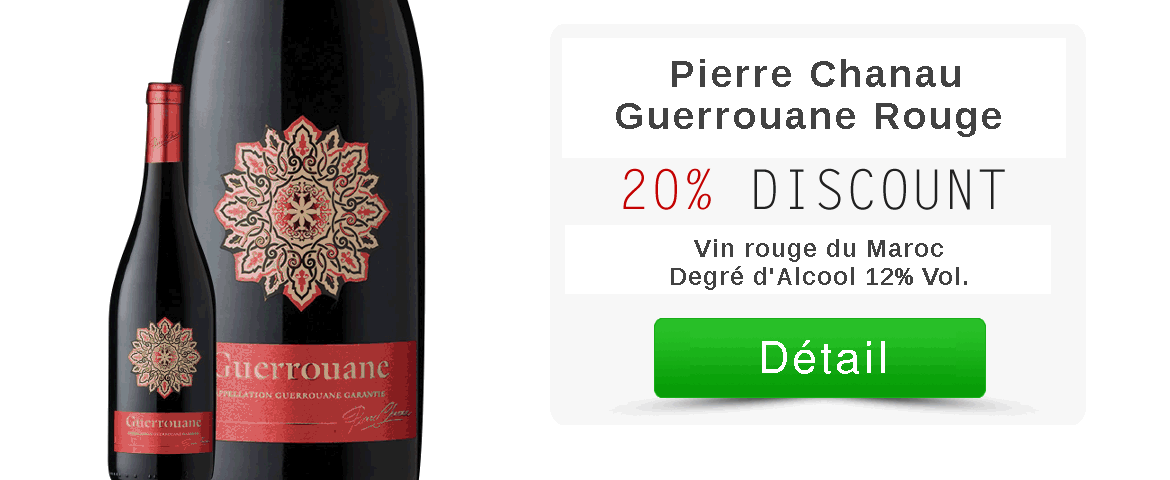 Pierre Chanau
Guerrouane Rouge
20% DISCOUNT
Vin rouge du Maroc
Degré d'Alcool 12% Vol.
Détail
Guerrouane
APPELLATION GUERROUANE GARANTIE
Guerrouane